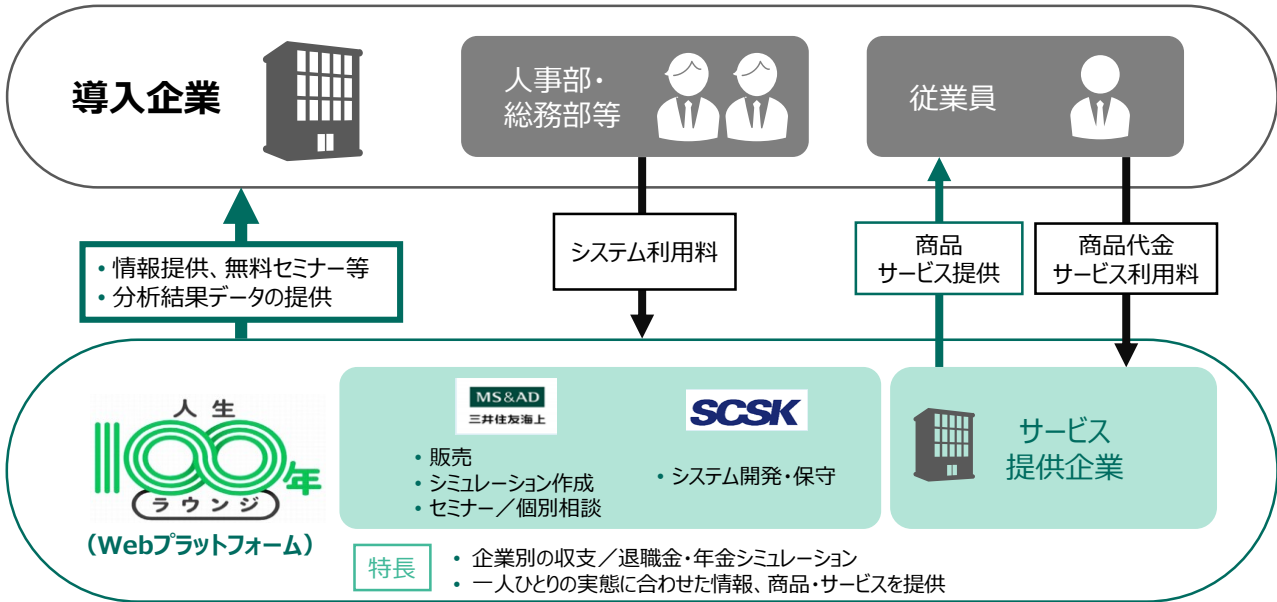 導入企業
人事部・
総務部等
従業員
・情報提供、無料セミナー等
・分析結果データの提供
システム利用料
商品
サービス提供
商品代金
サービス利用料
人生
100年
ラウンジ
（Webプラットフォーム）
MS&AD
三井住友海上
・販売
・シミュレーション作成
・セミナー／個別相談
SCSK
・システム開発・保守
サービス
提供企業
特長
・企業別の収支／退職金・年金シミュレーション
・一人ひとりの実態に合わせた情報、商品・サービスを提供